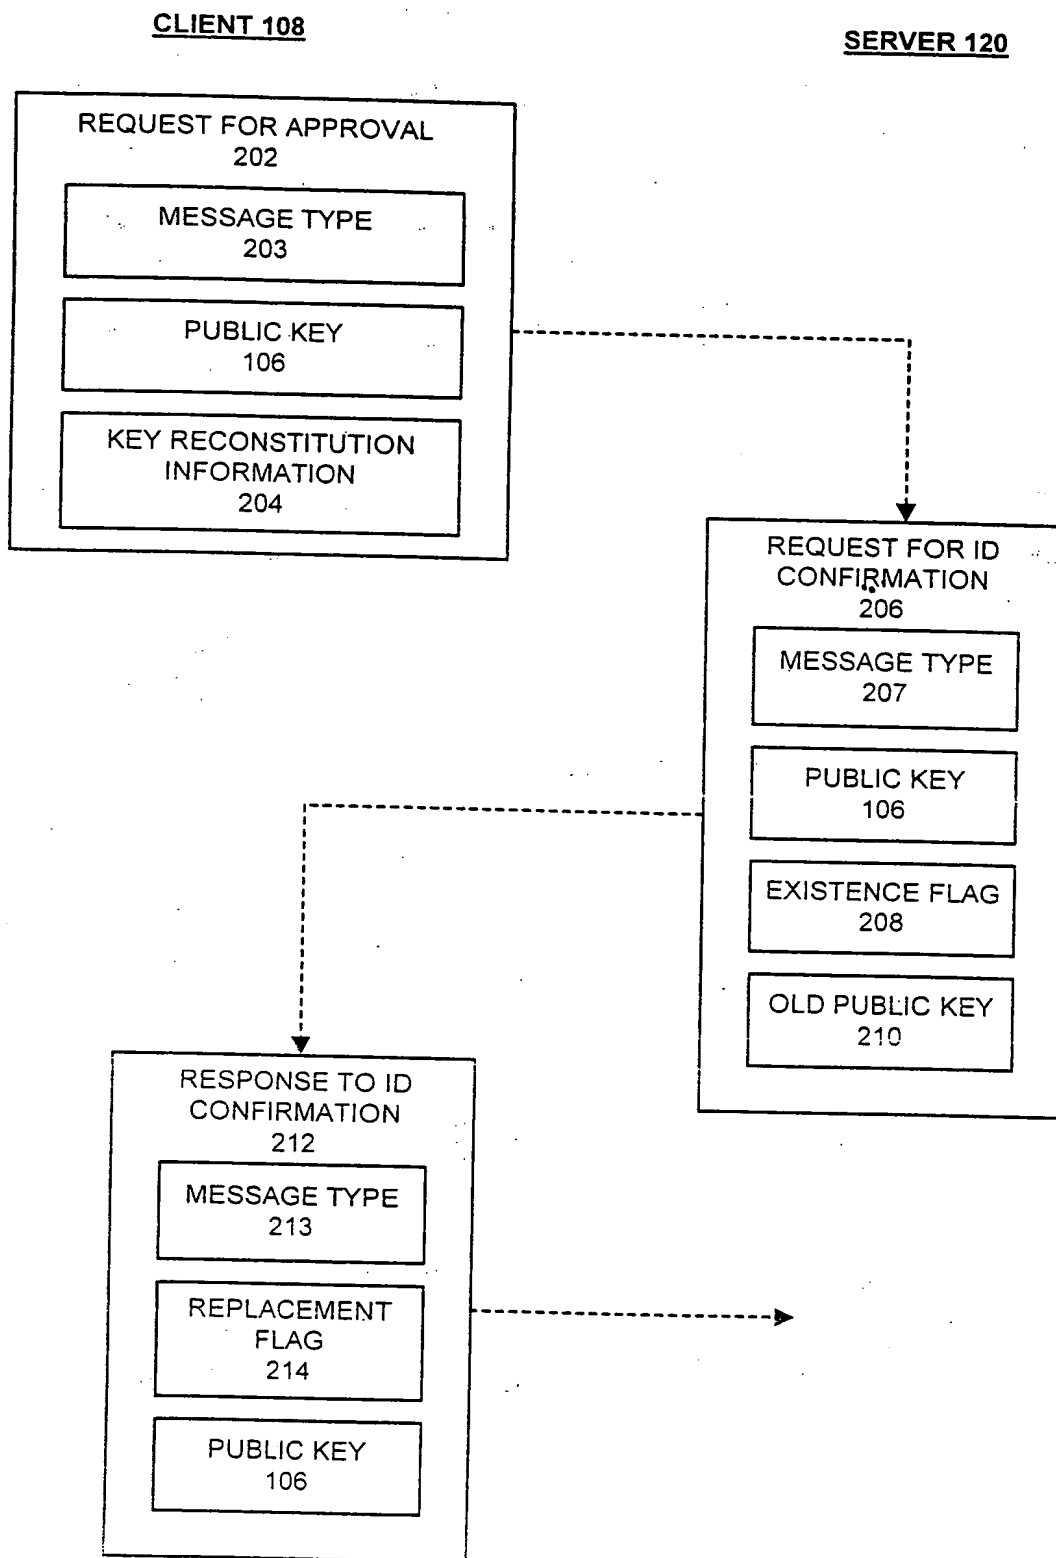 CLIENT 108
SERVER 120
REQUEST FOR APPROVAL
202
MESSAGE TYPE
203
PUBLIC KEY
106
KEY RECONSTITUTION
INFORMATION
204
REQUEST FOR ID
CONFIRMATION
206
MESSAGE TYPE
207
PUBLIC KEY
106
EXISTENCE FLAG
208
OLD PUBLIC KEY
210
RESPONSE TO ID
CONFIRMATION
212
MESSAGE TYPE
213
REPLACEMENT
FLAG
214
PUBLIC KEY
106